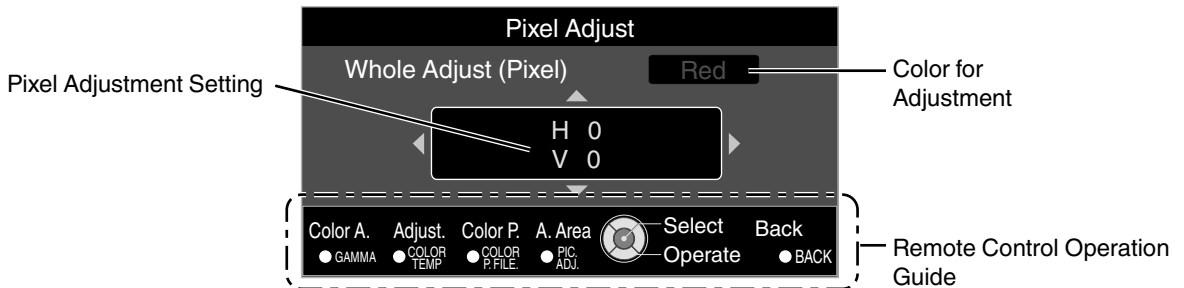 Pixel Adjust
Whole Adjust (Pixel) Red
Pixel Adjustment Setting
Color for
Adjustment
H 0
V 0
Color A. Adjust. Color P. A. Area Select Back
GAMMA COLOR TEMP COLOR P.FILE. PIC. ADJ. Operate BACK
Remote Control Operation
Guide